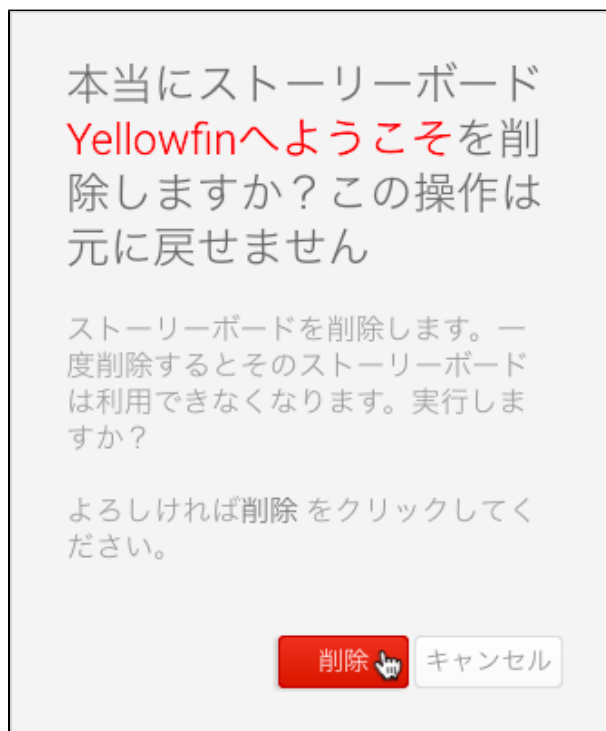 本当にストーリーボード
Yellowfinへようこそを削
除しますか？この操作は
元に戻せません
ストーリーボードを削除します。一
度削除するとそのストーリーボード
は利用できなくなります。実行しま
すか？
よろしければ削除 をクリックしてく
ださい。
削除 キャンセル